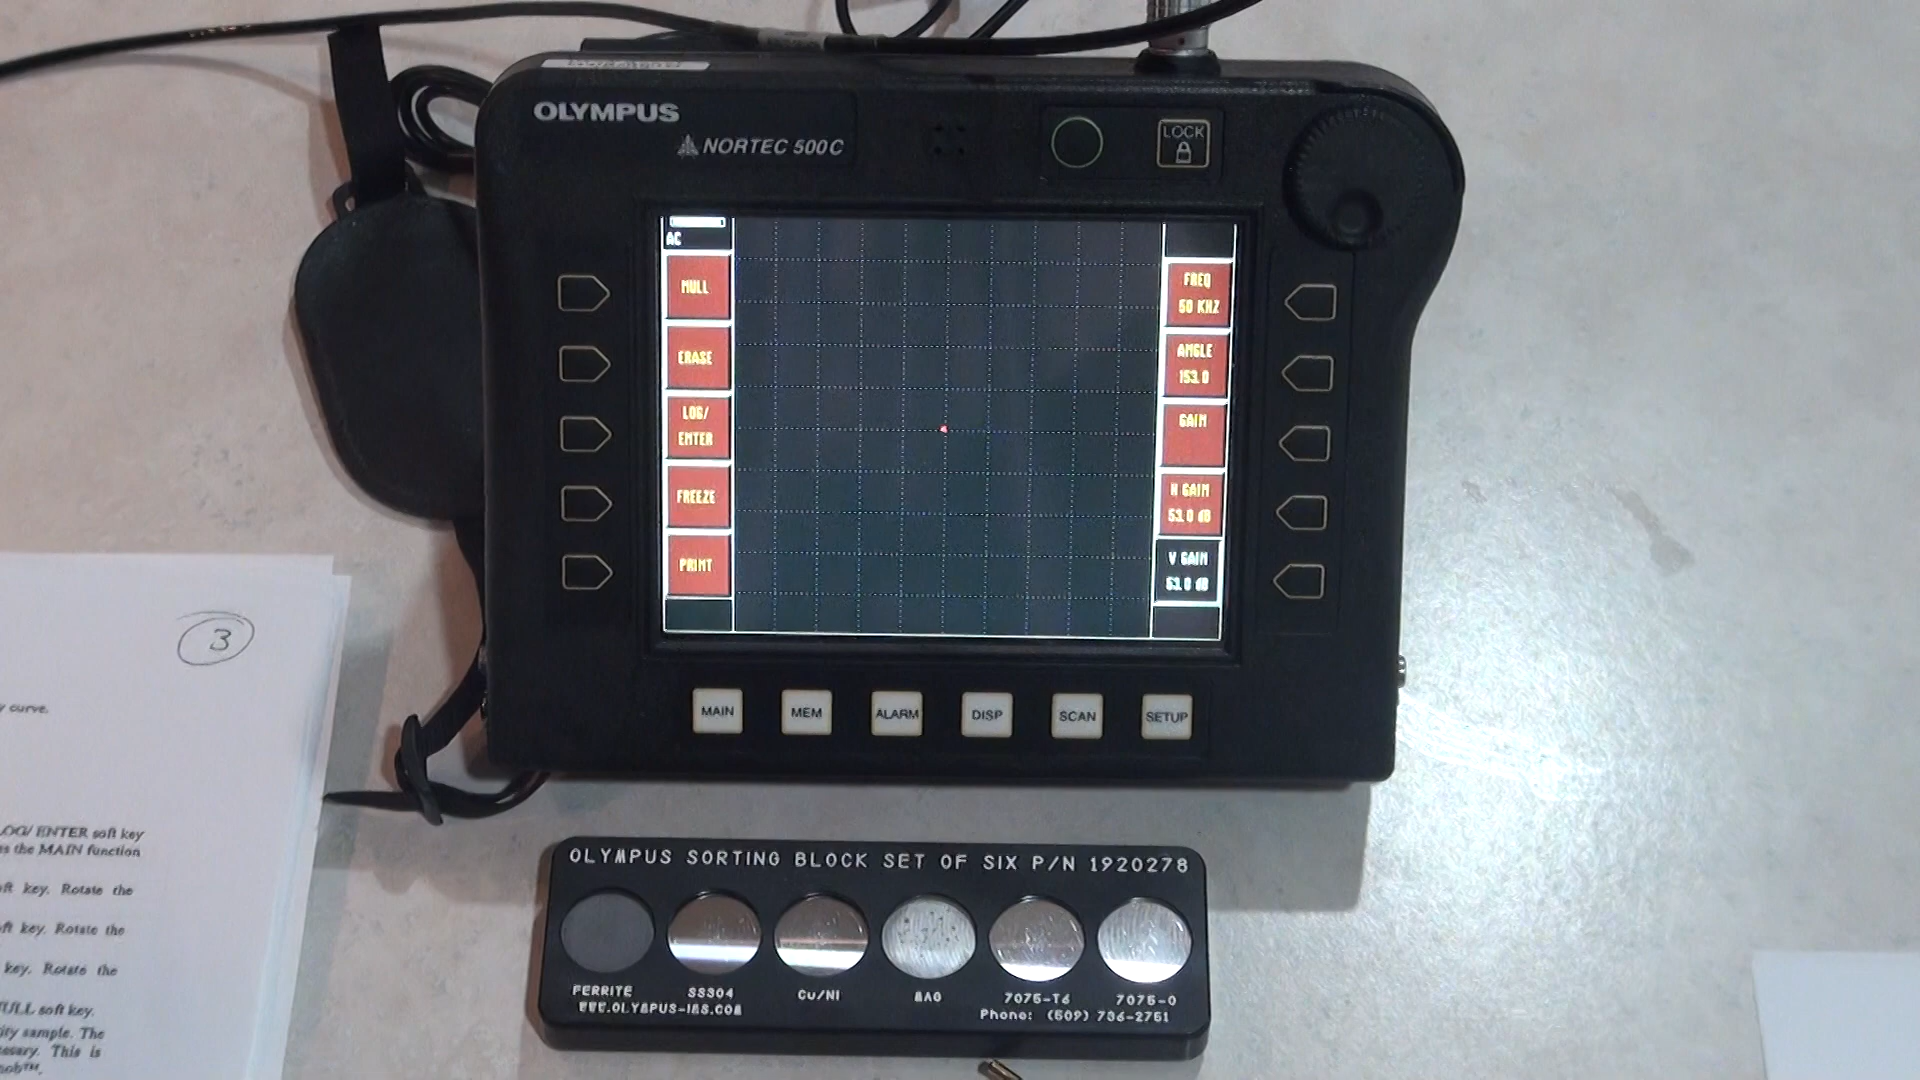 OLYMPUS
NORTEC 500C
LOCK
AC
NULL
ERASE
LOG/
ENTER
FREEZE
PRINT
FREQ
50 KHZ
ANGLE
153.0
GAIN
H GAIN
53.0 dB
V GAIN
53.0 dB
MAIN
MEM
ALARM
DISP
SCAN
SETUP
3
curve.
ENTER soft key
the MAIN function
soft key. Rotate the
soft key. Rotate the
key. Rotate the
NULL soft key.
sample. The
This is
OLYMPUS SORTING BLOCK SET OF SIX P/N 1920278
FERRITE
SS304
Cu/Ni
MAG
7075-T6
7075-O
WWW.OLYMPUS-IMS.COM
Phone: (509) 736-2751